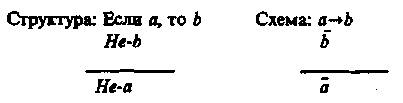 Структура: Если a, то b Схема: a→b
Не-b b̄
Не-a ā